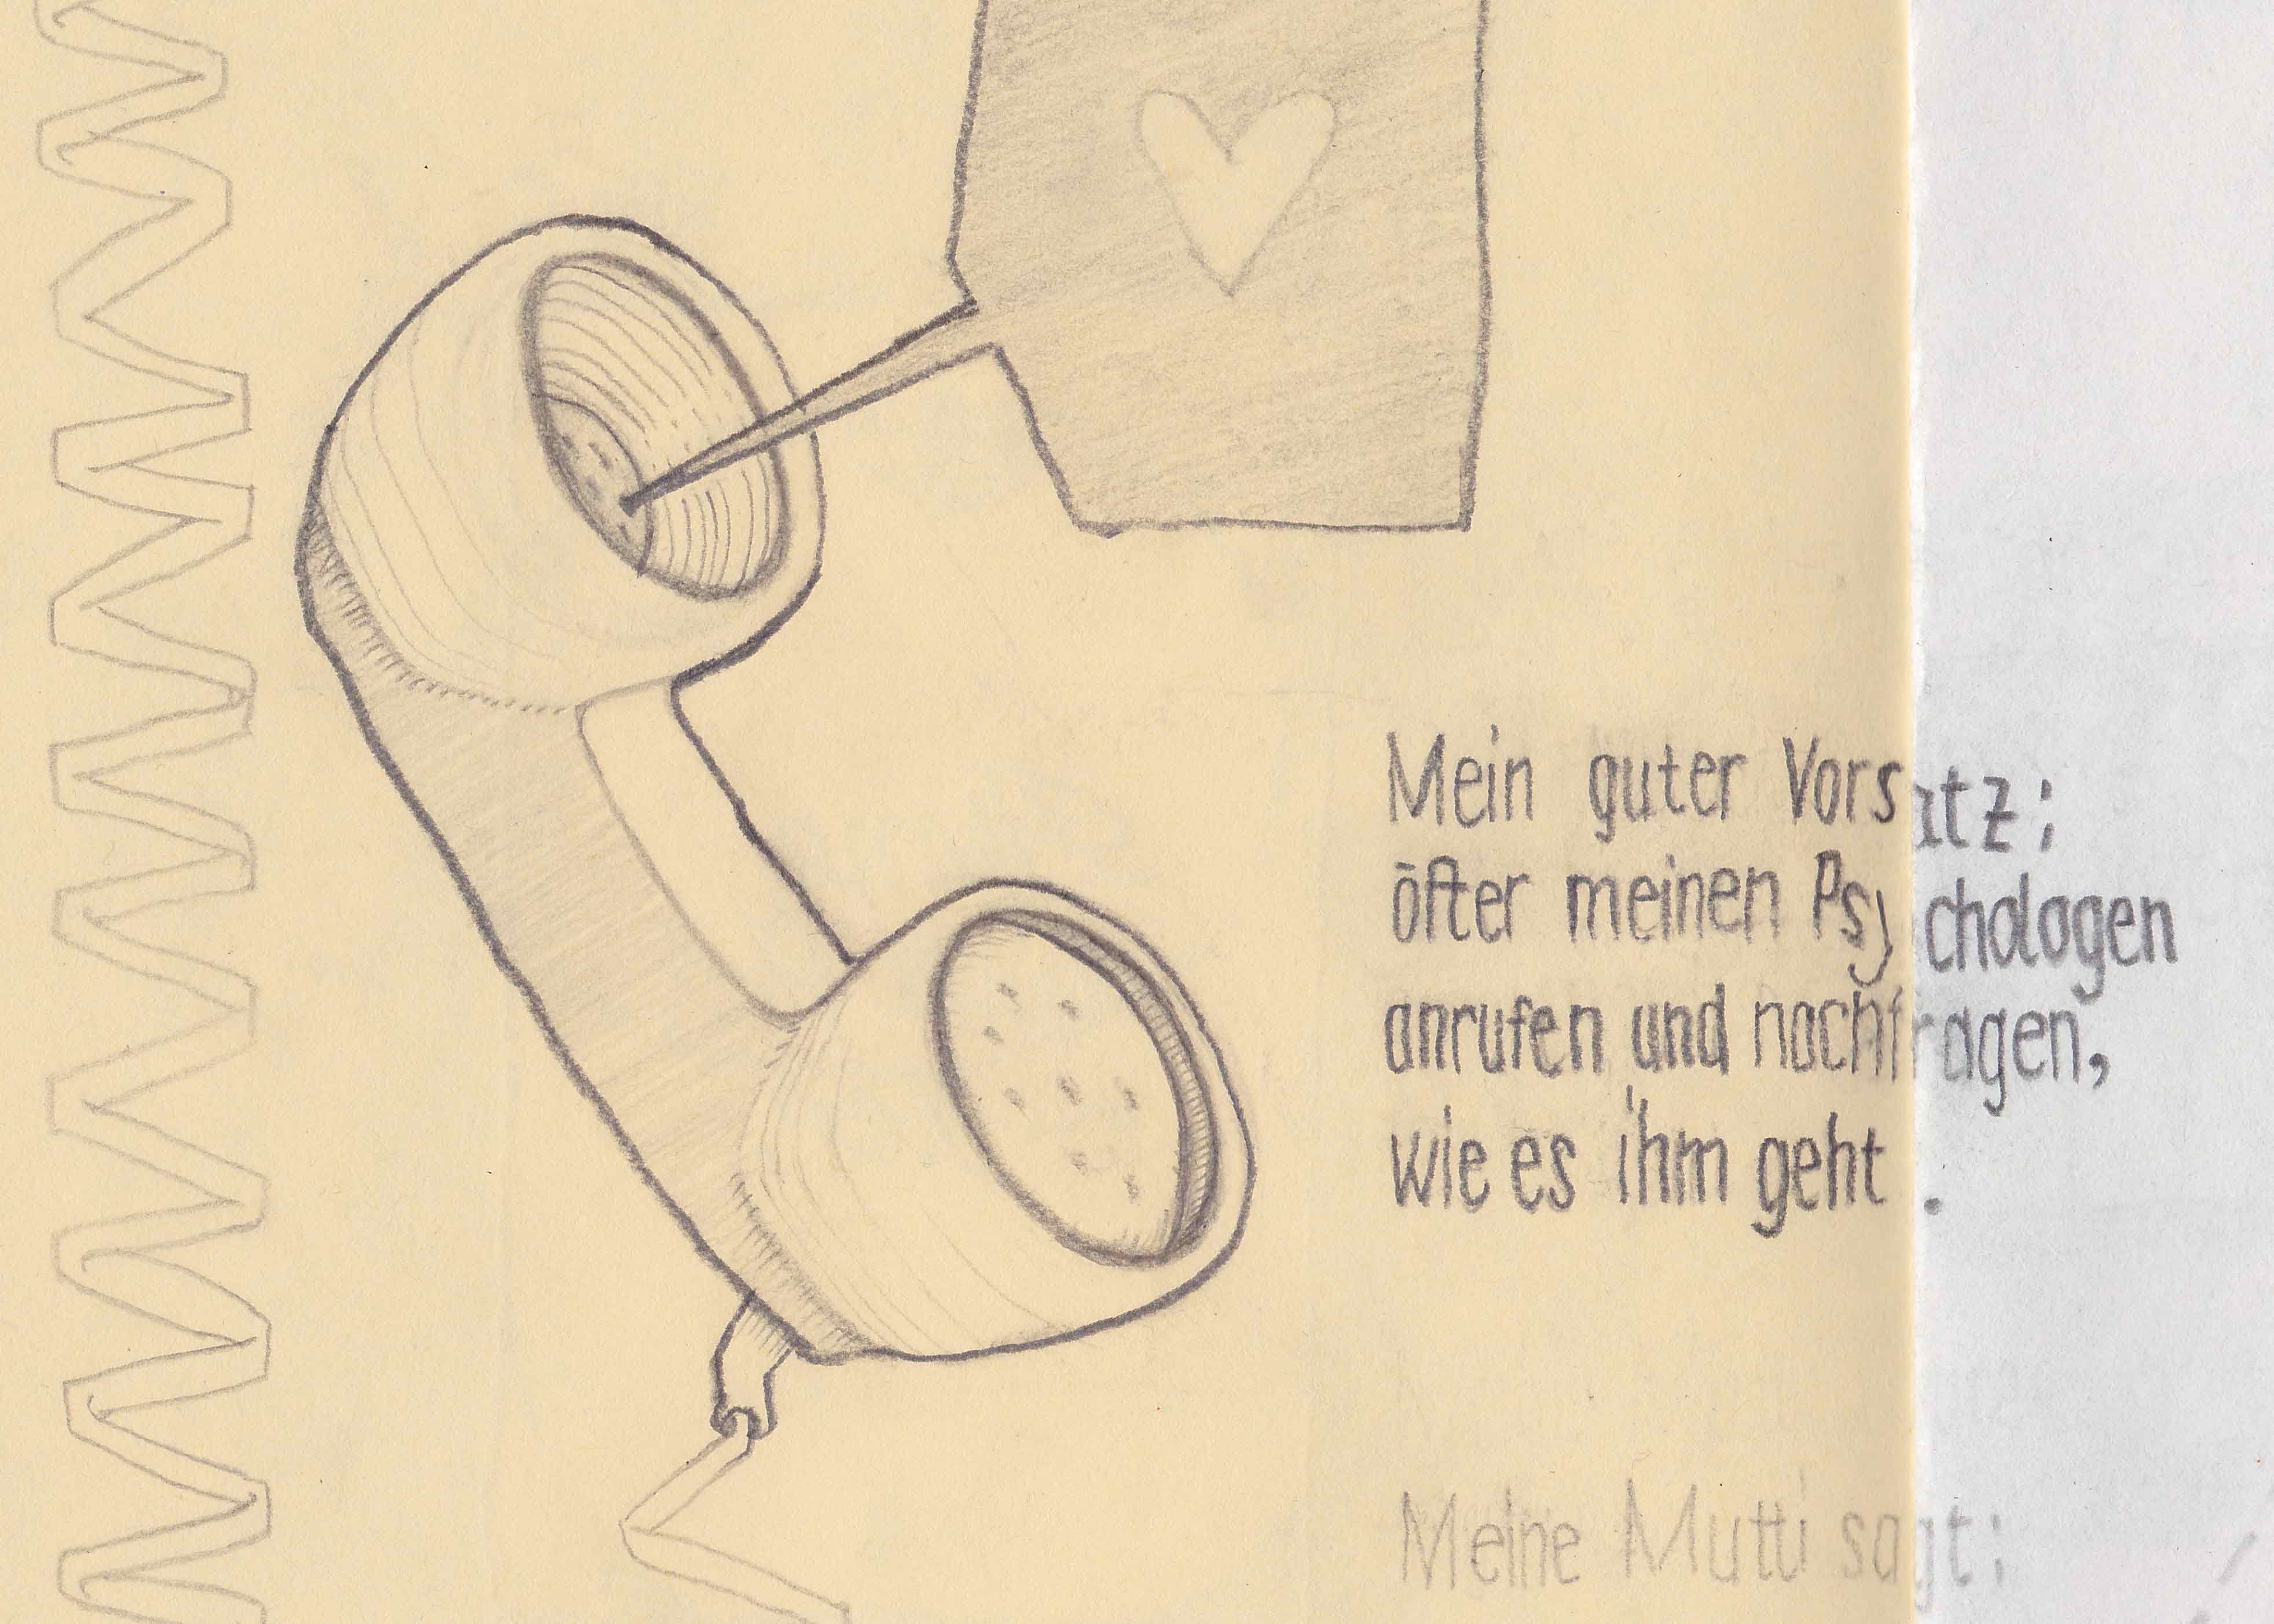 Mein guter Vorsatz:
öfter meinen Psychologen
anrufen und nachfragen,
wie es ihm geht.
Meine Mutti sagt: